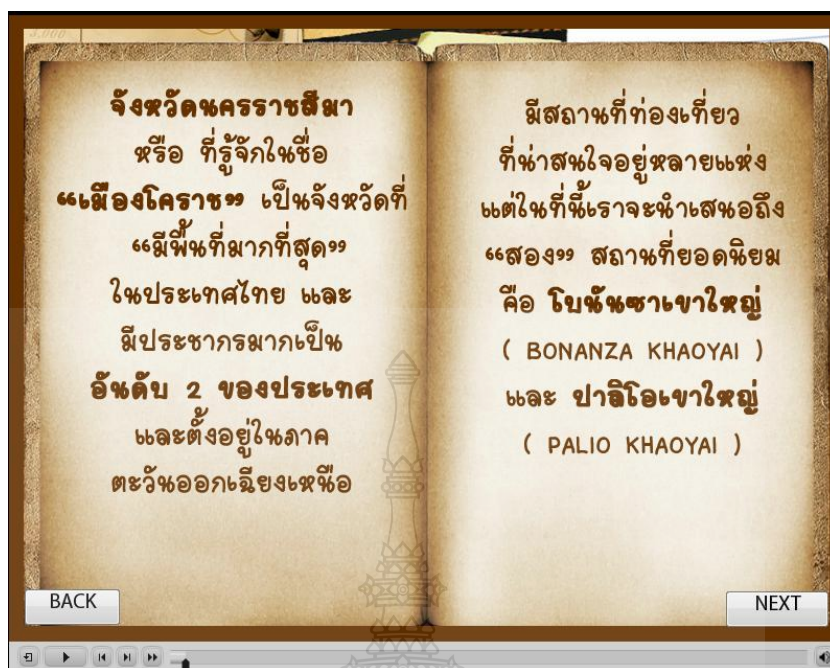 3,000
จังหวัดนครราชสีมา
หรือ ที่รู้จักในชื่อ
“เมืองโคราช” เป็นจังหวัดที่
“มีพื้นที่มากที่สุด”
ในประเทศไทย และ
มีประชากรมากเป็น
อันดับ 2 ของประเทศ
และตั้งอยู่ในภาค
ตะวันออกเฉียงเหนือ
มีสถานที่ท่องเที่ยว
ที่น่าสนใจอยู่หลายแห่ง
แต่ในที่นี้เราจะนำเสนอถึง
“สอง” สถานที่ยอดนิยม
คือ โบนันซาเขาใหญ่
( BONANZA KHAOYAI )
และ ปาลิโอเขาใหญ่
( PALIO KHAOYAI )
BACK
NEXT